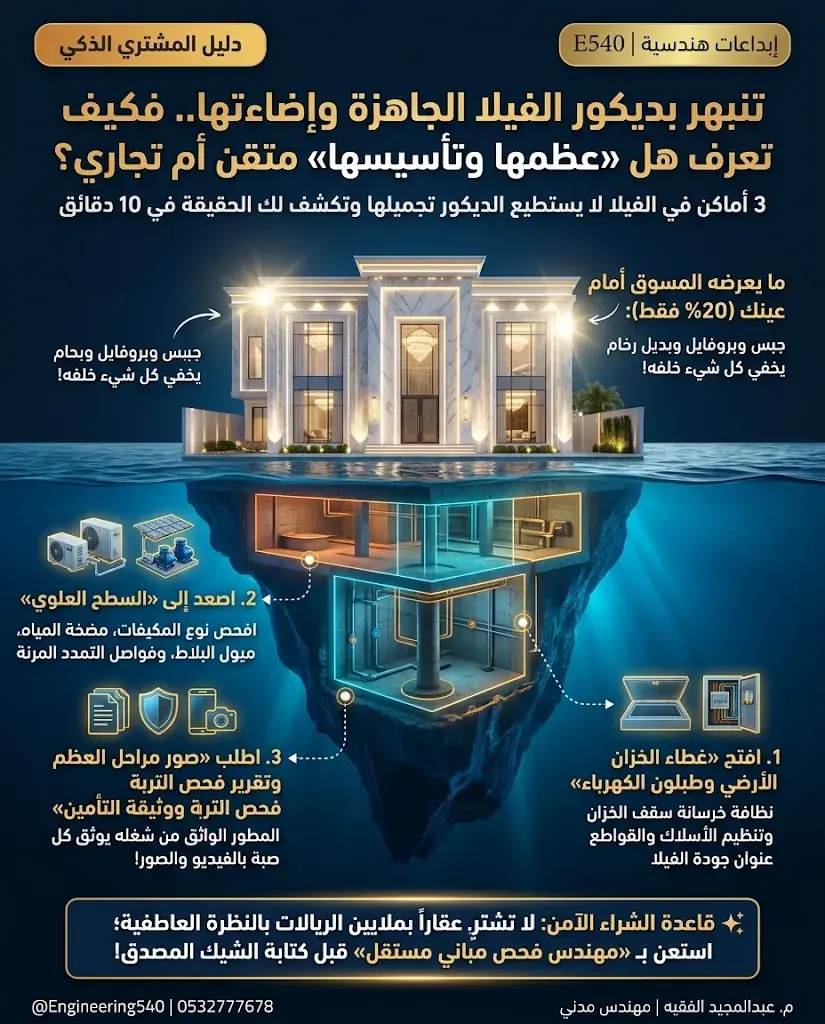 إبداعات هندسية | E540
دليل المشتري الذكي
تنبهر بديكور الفيلا الجاهزة وإضاءتها.. فكيف
تعرف هل «عظمها وتأسيسها» متقن أم تجاري؟
3 أماكن في الفيلا لا يستطيع الديكور تجميلها وتكشف لك الحقيقة في 10 دقائق
ما يعرضه المسوق أمام
عينك (20% فقط):
جبس وبروفايل وبديل رخام
يخفي كل شيء خلفه!
جببس وبروفايل وبحام
يخفي كل شيء خلفه!
1. افتح «غطاء الخزان
الأرضي وطبلون الكهرباء»
نظافة خرسانة سقف الخزان
وتنظيم الأسلاك والقواطع
عنوان جودة الفيلا
2. اصعد إلى «السطح العلوي»
افحص نوع المكيفات، مضخة المياه،
ميول البلاط، وفواصل التمدد المرنة
3. اطلب «صور مراحل العظم
وتقرير فحص التربة
فحص التربة ووثيقة التأمين»
المطور الواثق من شغله يوثق كل
صبة بالفيديو والصور!
قاعدة الشراء الآمن: لا تشترِ عقاراً بملايين الريالات بالنظرة العاطفية؛
استعن بـ «مهندس فحص مباني مستقل» قبل كتابة الشيك المصدق!
م. عبدالمجيد الفقيه | مهندس مدني
@Engineering540 | 0532777678